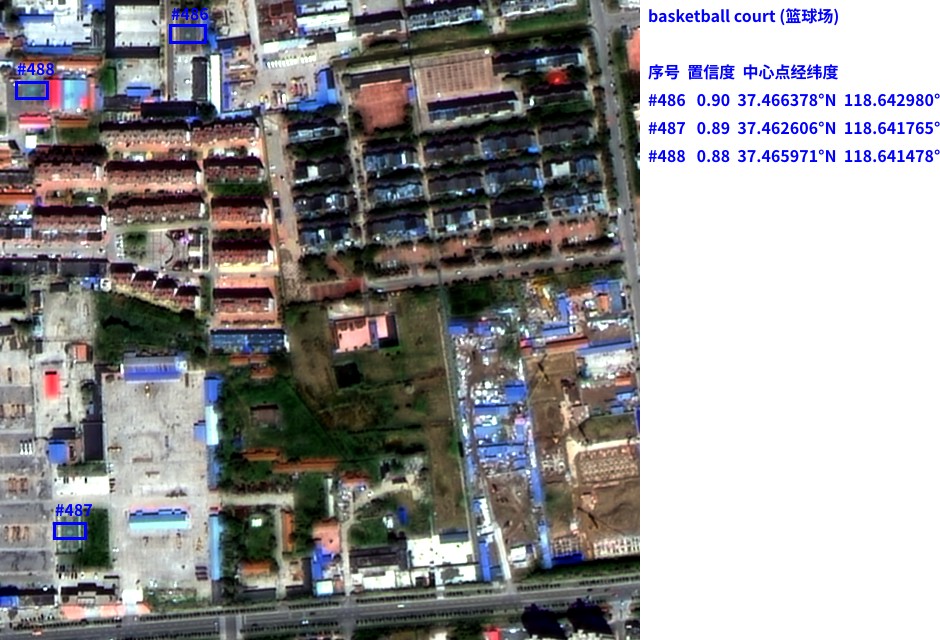 basketball court (篮球场)
序号 置信度 中心点经纬度
#486 0.90 37.466378°N 118.642980°
#487 0.89 37.462606°N 118.641765°
#488 0.88 37.465971°N 118.641478°
#486
#488
#487